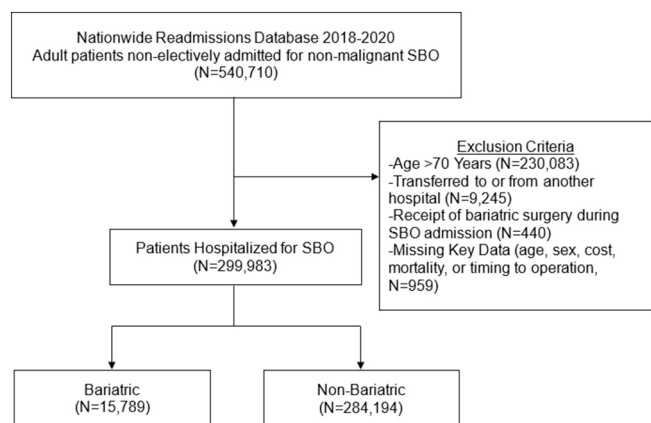 Nationwide Readmissions Database 2018-2020
Adult patients non-electively admitted for non-malignant SBO
(N=540,710)
Exclusion Criteria
-Age >70 Years (N=230,083)
-Transferred to or from another
hospital (N=9,245)
-Receipt of bariatric surgery during
SBO admission (N=440)
-Missing Key Data (age, sex, cost,
mortality, or timing to operation,
N=959)
Patients Hospitalized for SBO
(N=299,983)
Bariatric
(N=15,789)
Non-Bariatric
(N=284,194)